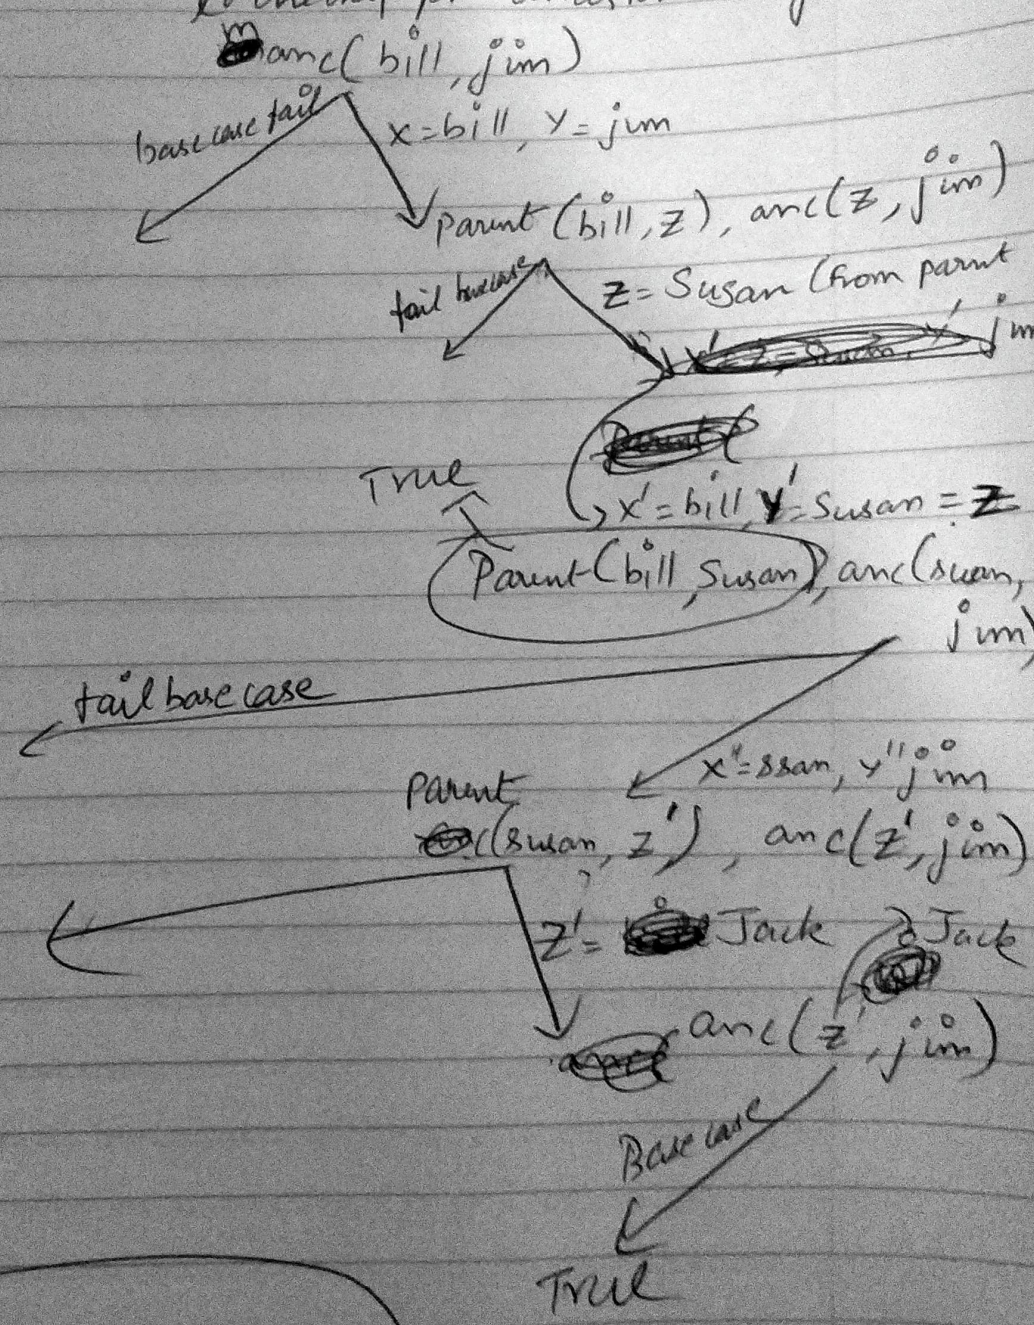 anc(bill, jim)
base case fail
x=bill, y=jim
parent (bill, z), anc(z, jim)
fail base case
z= Susan (from parent
jim
True
x'=bill, y'=Susan = z
Parent(bill, Susan), anc(suan,
jim)
fail base case
x''=ssan, y'' jim
parent
(susan, z'), anc(z', jim)
z'= Jack
Jack
anc(z', jim)
Base case
True